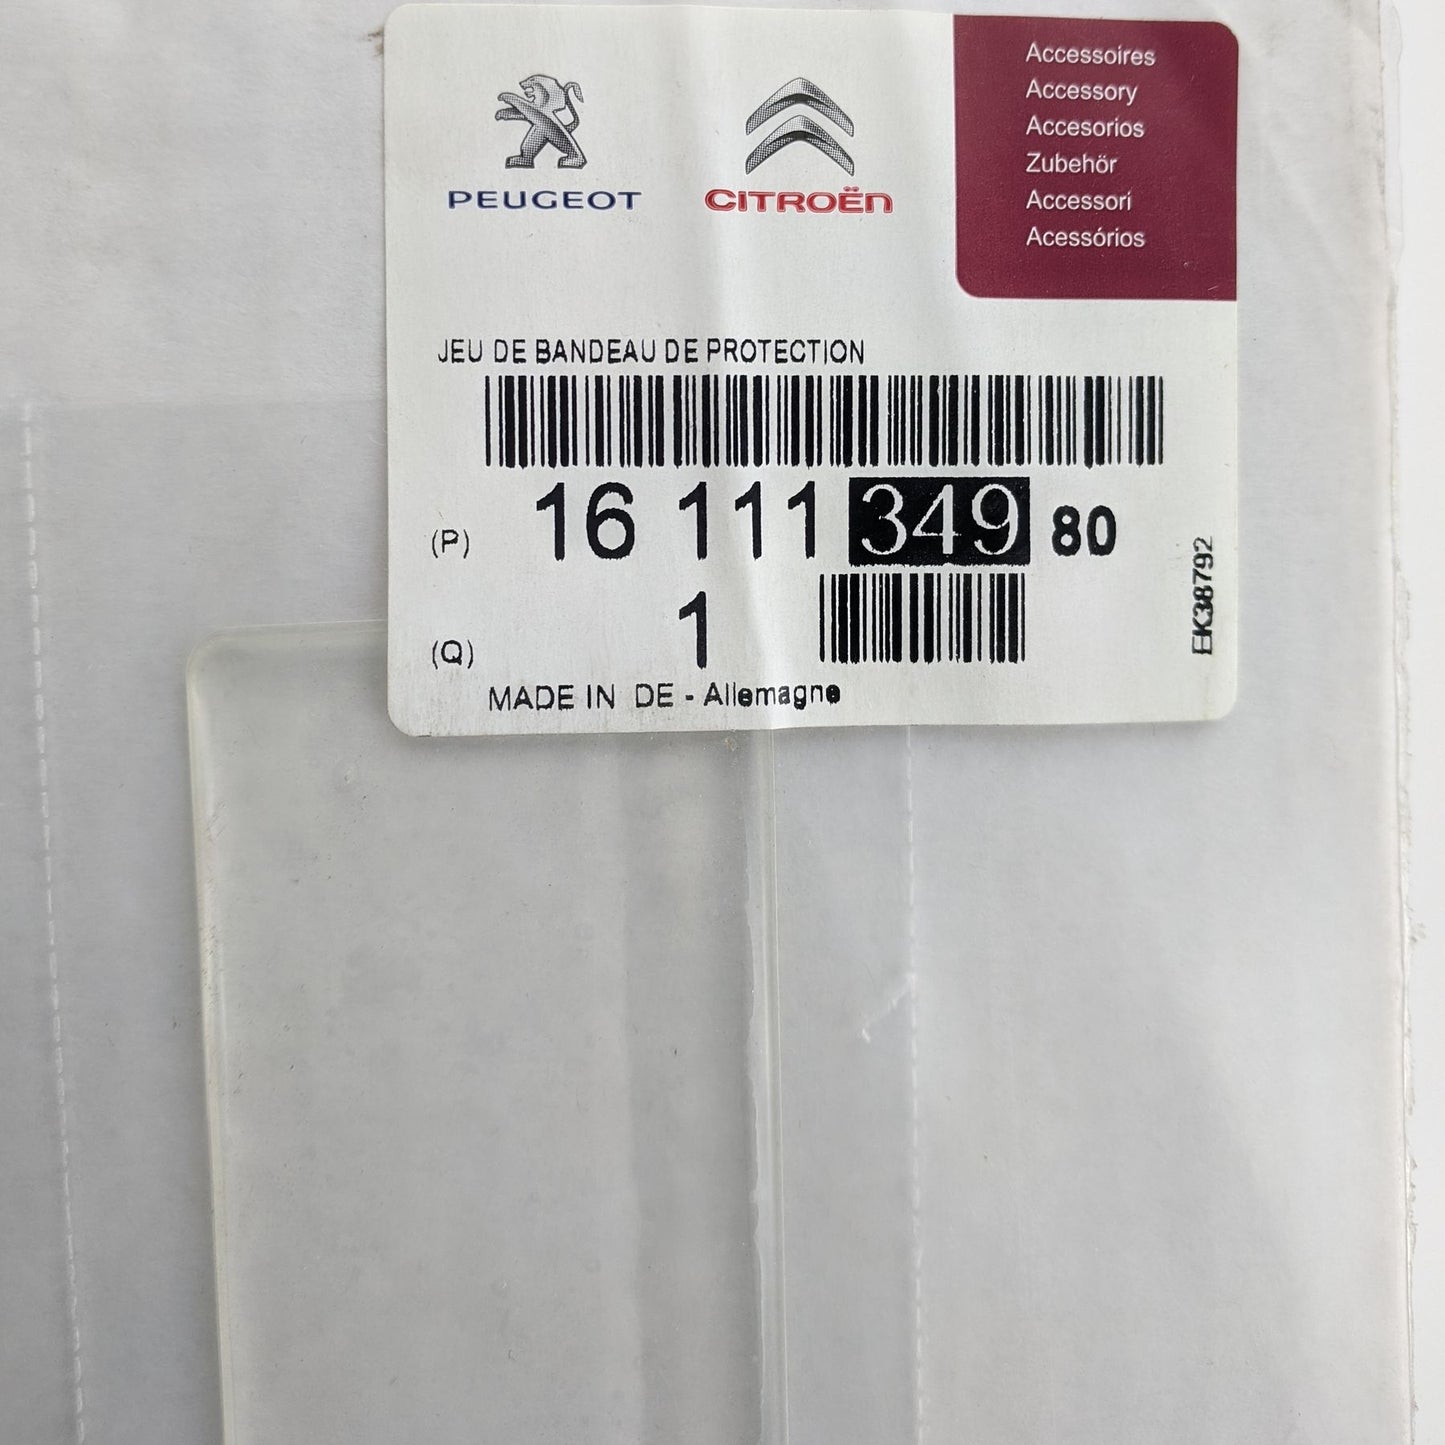 PEUGEOT
CITROËN
Accessoires
Accessory
Accesorios
Zubehör
Accessori
Acessórios
JEU DE BANDEAU DE PROTECTION
(P) 16 111 349 80
(Q) 1
MADE IN DE - Allemagne
EK38792